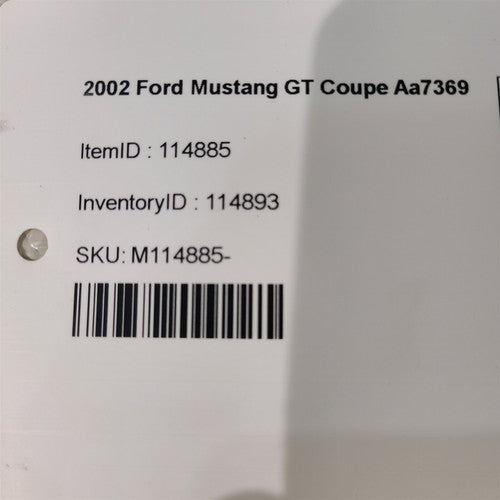 2002 Ford Mustang GT Coupe Aa7369
ItemID : 114885
InventoryID : 114893
SKU: M114885-